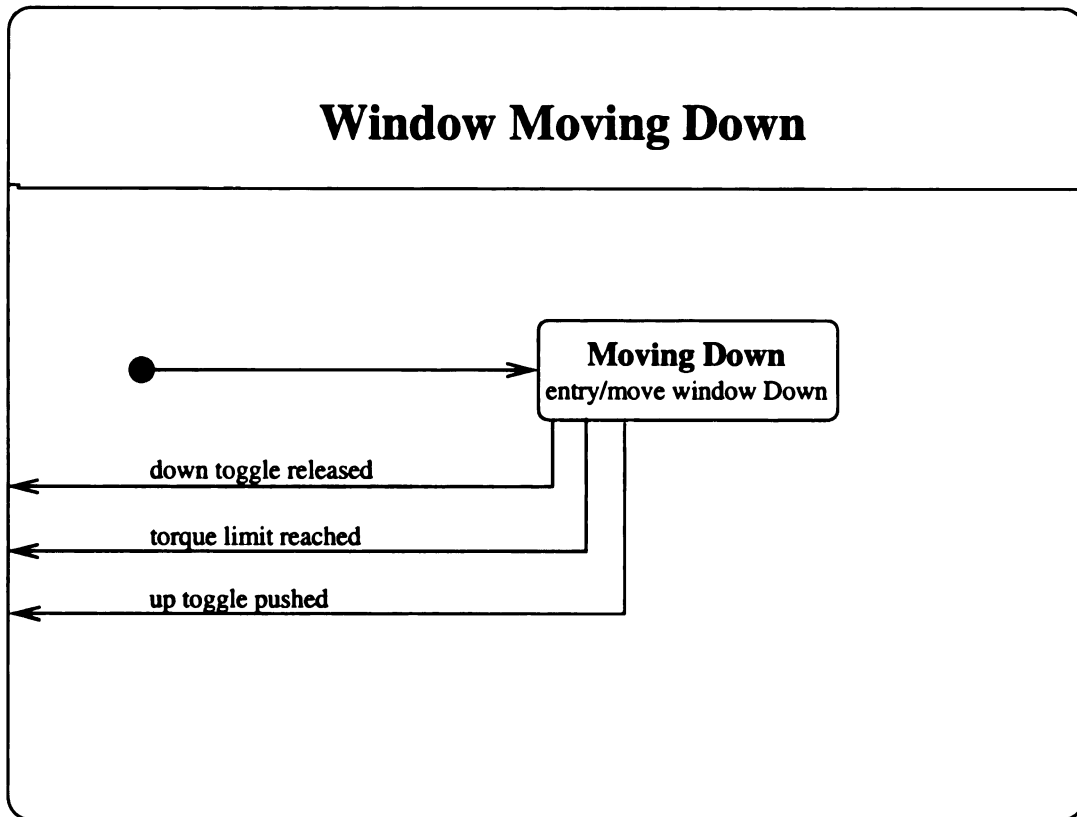 Window Moving Down
Moving Down
entry/move window Down
down toggle released
torque limit reached
up toggle pushed